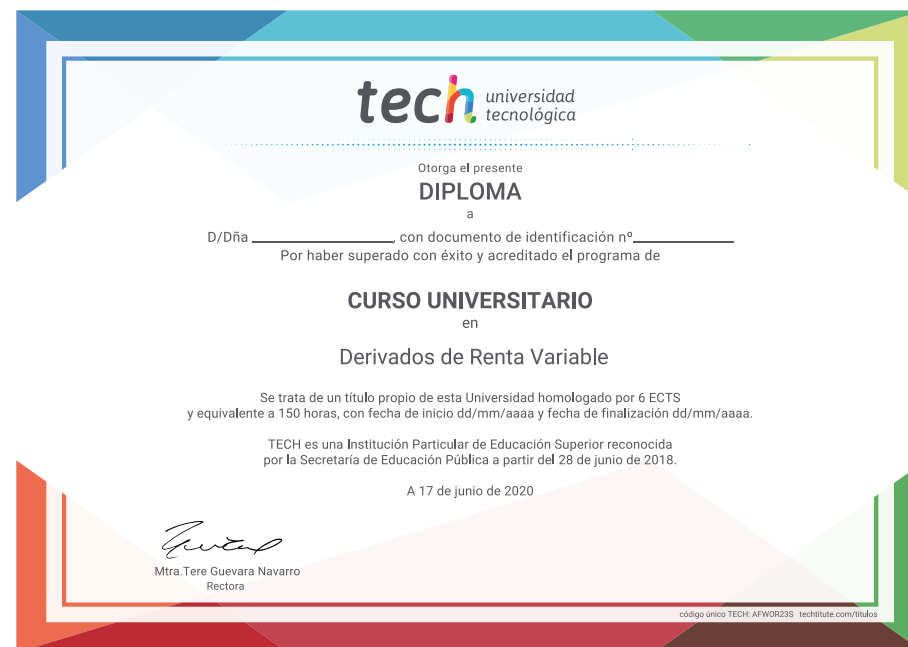 tech universidad
tecnológica
Otorga el presente
DIPLOMA
a
D/Dña ____________________, con documento de identificación nº______________
Por haber superado con éxito y acreditado el programa de
CURSO UNIVERSITARIO
en
Derivados de Renta Variable
Se trata de un título propio de esta Universidad homologado por 6 ECTS
y equivalente a 150 horas, con fecha de inicio dd/mm/aaaa y fecha de finalización dd/mm/aaaa.
TECH es una Institución Particular de Educación Superior reconocida
por la Secretaría de Educación Pública a partir del 28 de junio de 2018.
A 17 de junio de 2020
Mtra.Tere Guevara Navarro
Rectora
código único TECH: AFWOR23S techtitute.com/titulos